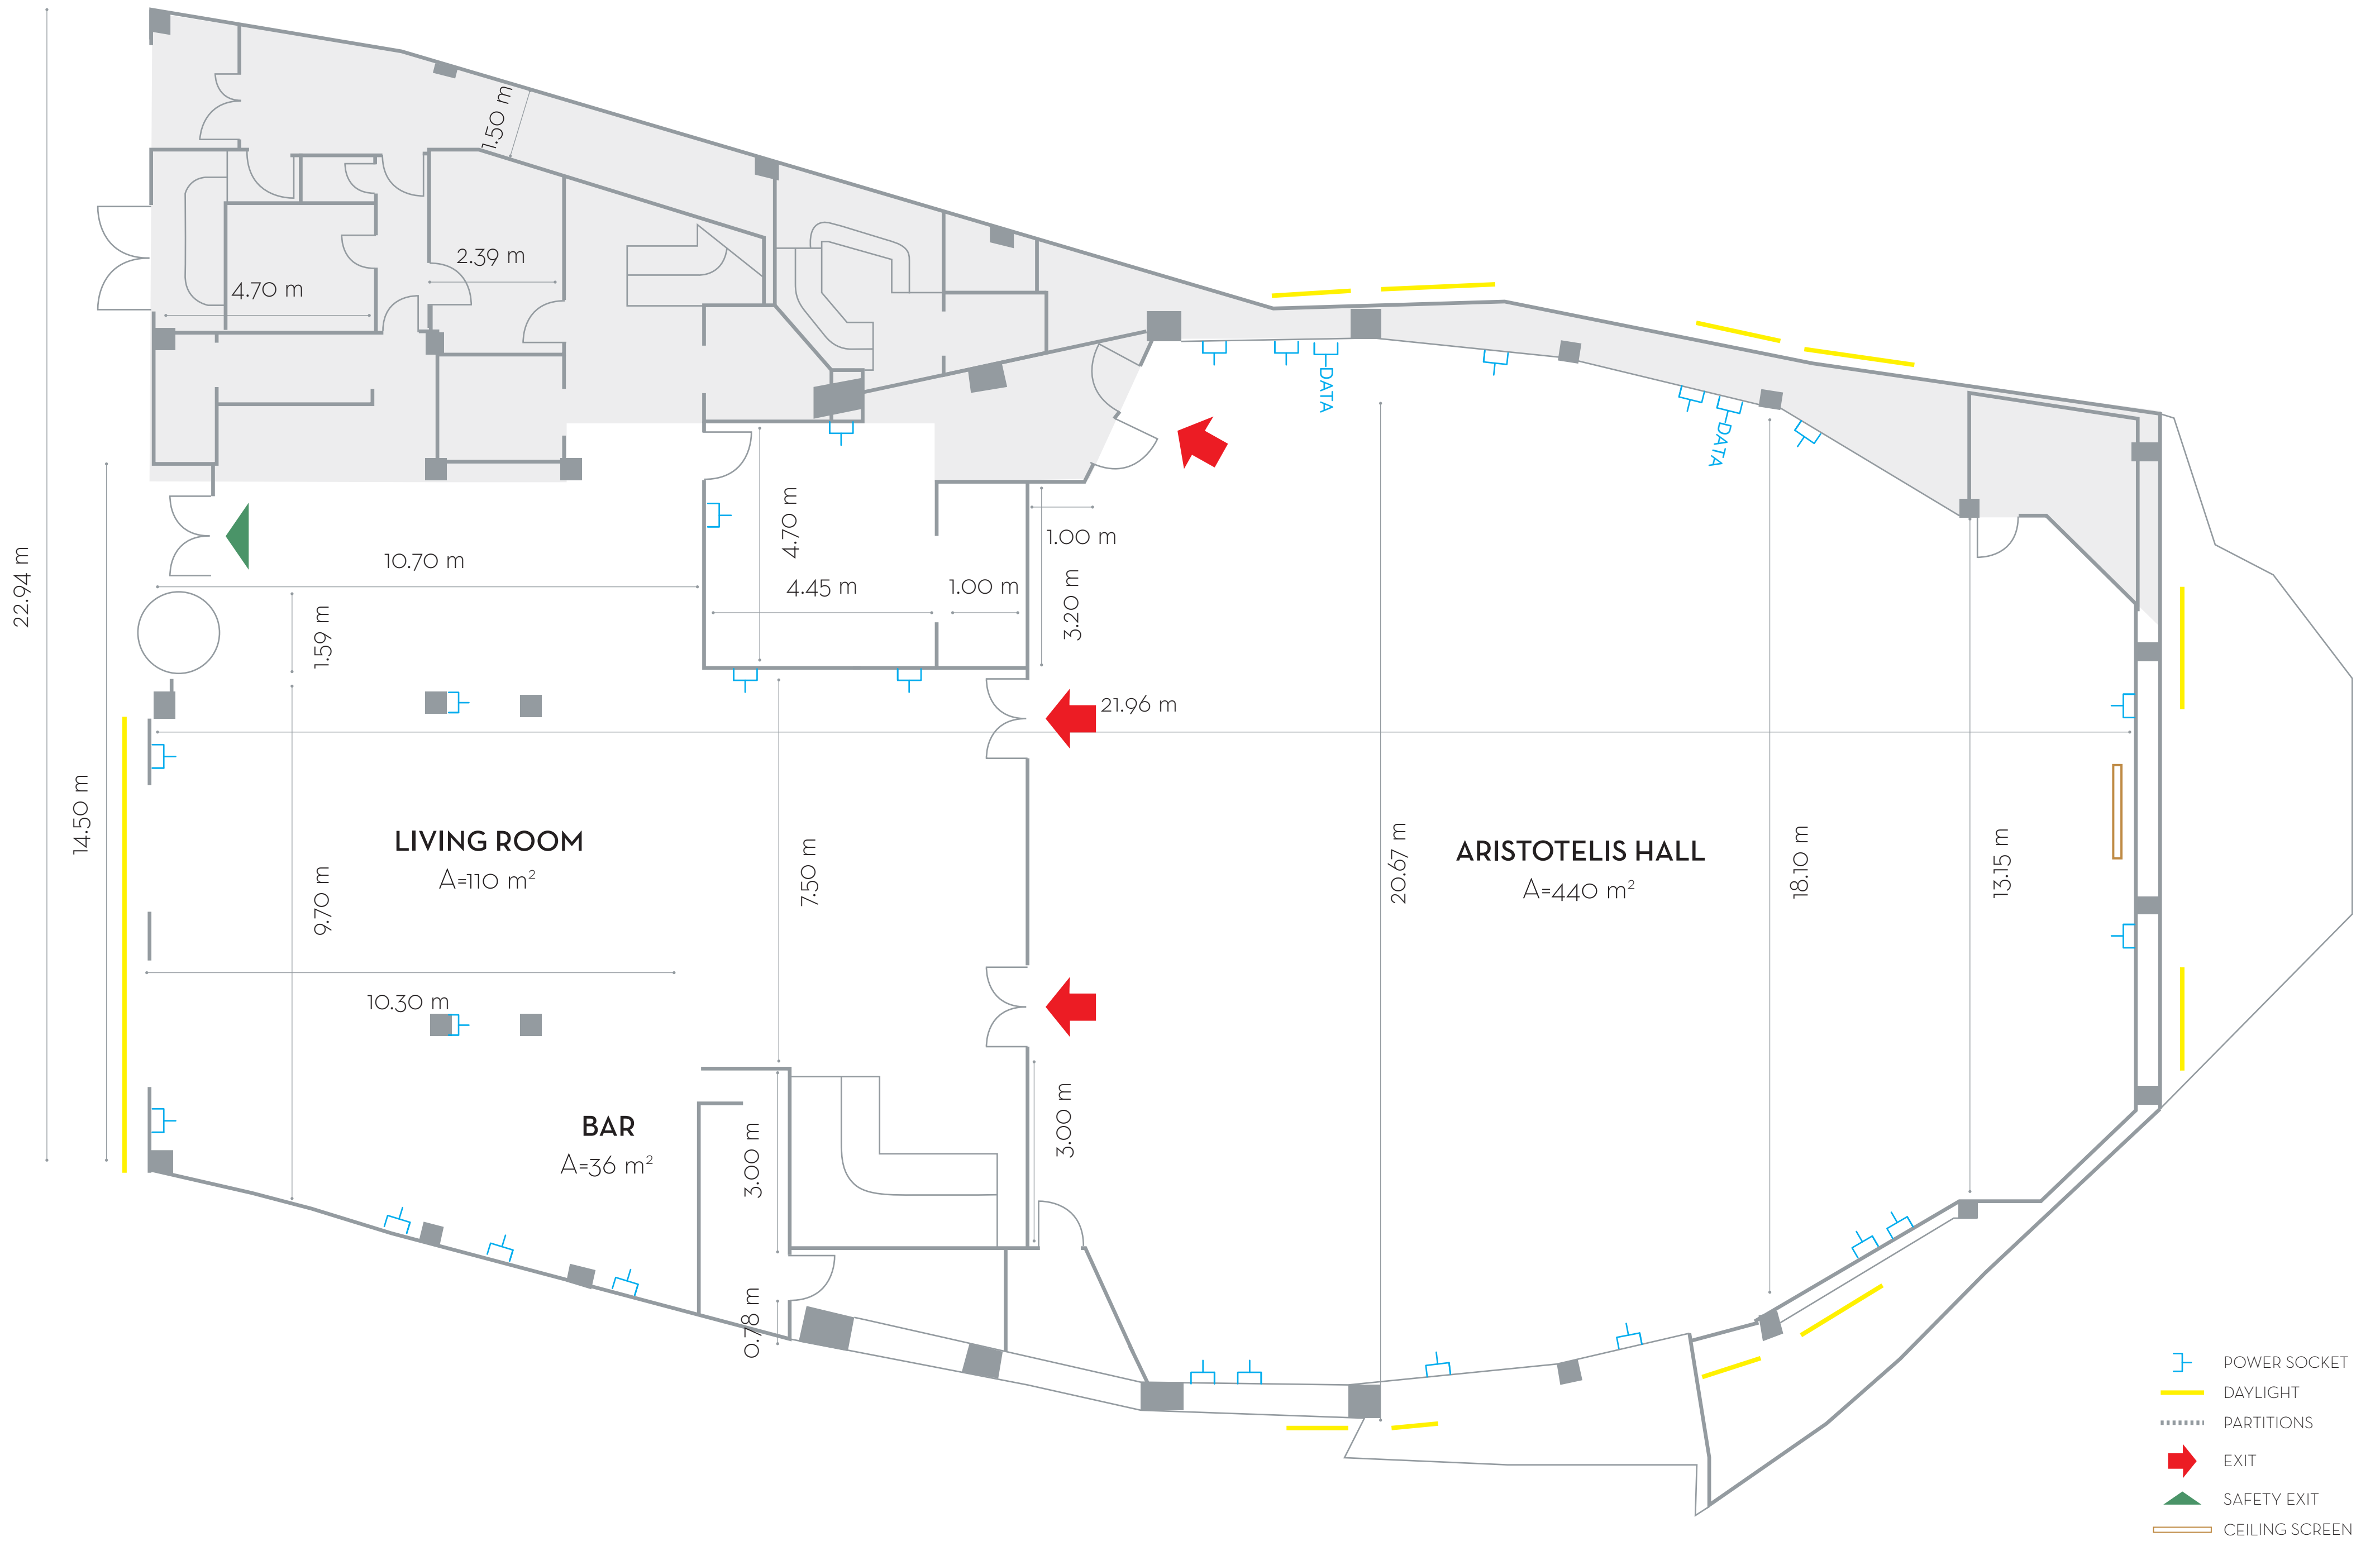 1.50 m
2.39 m
4.70 m
DATA
DATA
22.94 m
10.70 m
4.70 m
4.45 m
1.00 m
1.00 m
3.20 m
1.59 m
21.96 m
14.50 m
LIVING ROOM
A=110 m²
9.70 m
7.50 m
ARISTOTELIS HALL
A=440 m²
20.67 m
18.10 m
13.15 m
10.30 m
BAR
A=36 m²
3.00 m
3.00 m
0.78 m
POWER SOCKET
DAYLIGHT
PARTITIONS
EXIT
SAFETY EXIT
CEILING SCREEN